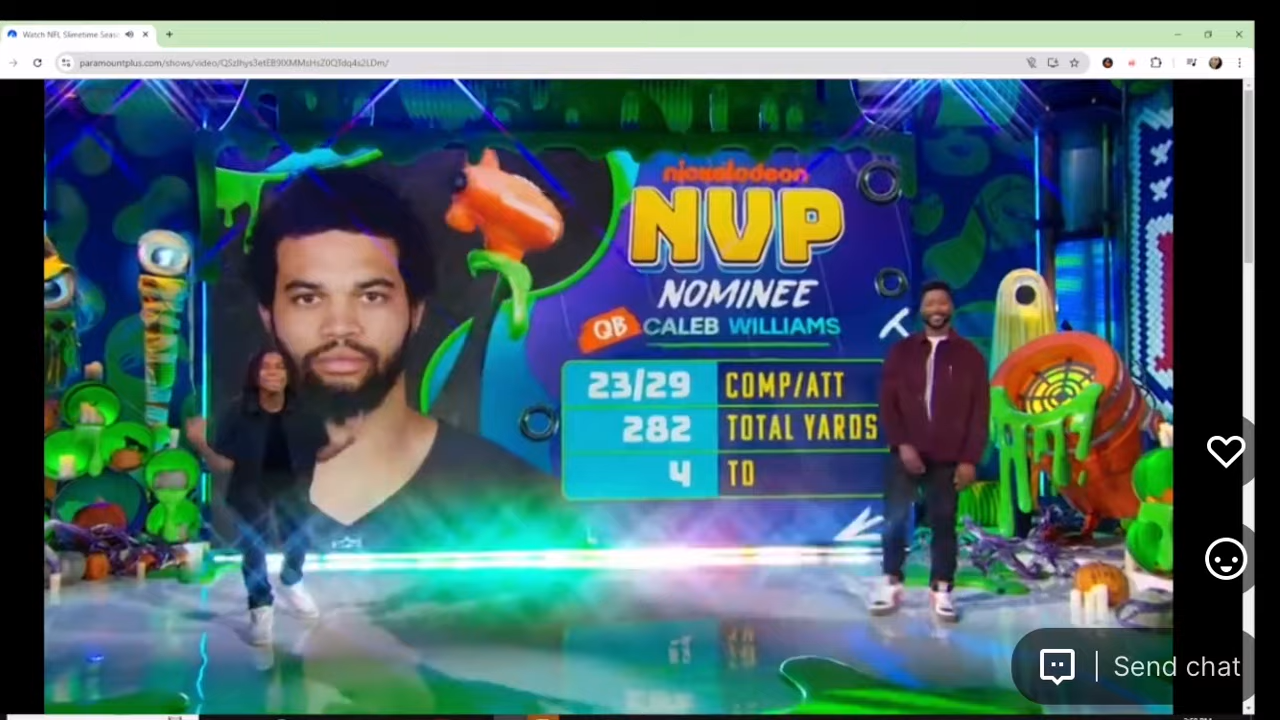 Watch NFL Slimetime Seas
paramountplus.com/shows/video/
nickelodeon
NVP
NOMINEE
QB CALEB WILLIAMS
23/29 COMP/ATT
282 TOTAL YARDS
4 TD
Send chat